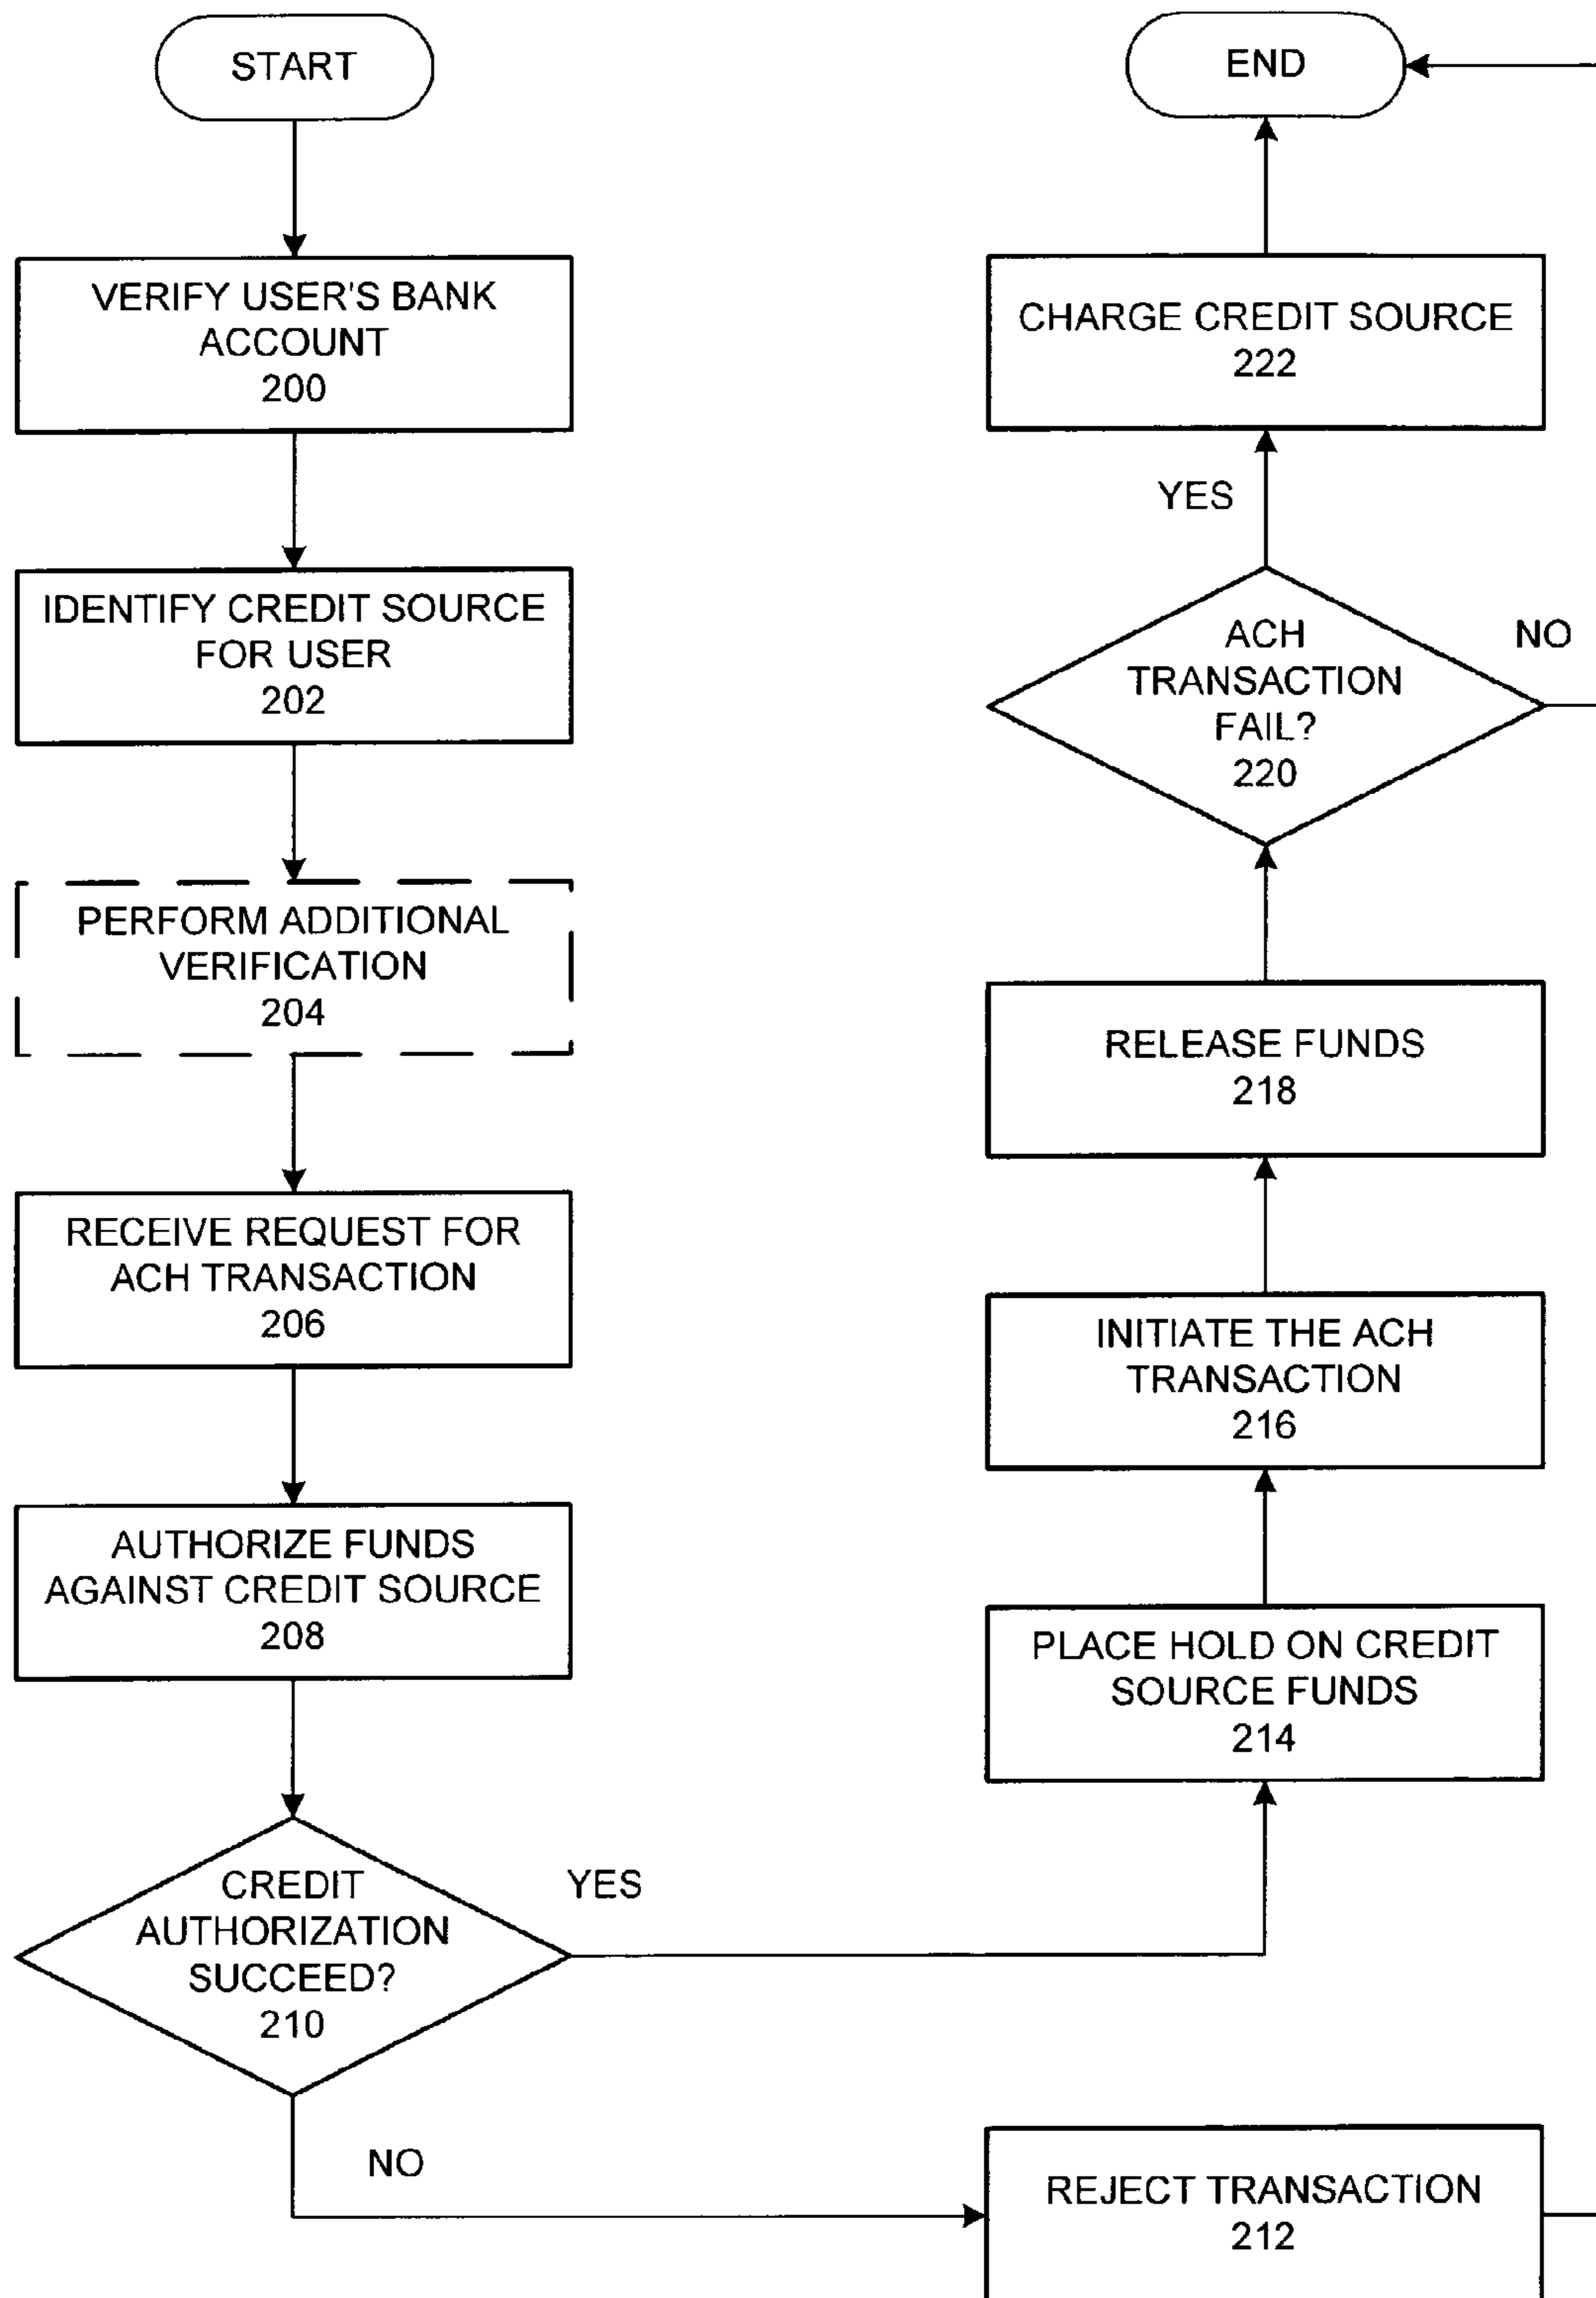 START
VERIFY USER'S BANK
ACCOUNT
200
IDENTIFY CREDIT SOURCE
FOR USER
202
PERFORM ADDITIONAL
VERIFICATION
204
RECEIVE REQUEST FOR
ACH TRANSACTION
206
AUTHORIZE FUNDS
AGAINST CREDIT SOURCE
208
CREDIT
AUTHORIZATION
SUCCEED?
210
YES
NO
END
CHARGE CREDIT SOURCE
222
YES
ACH
TRANSACTION
FAIL?
220
NO
RELEASE FUNDS
218
INITIATE THE ACH
TRANSACTION
216
PLACE HOLD ON CREDIT
SOURCE FUNDS
214
REJECT TRANSACTION
212